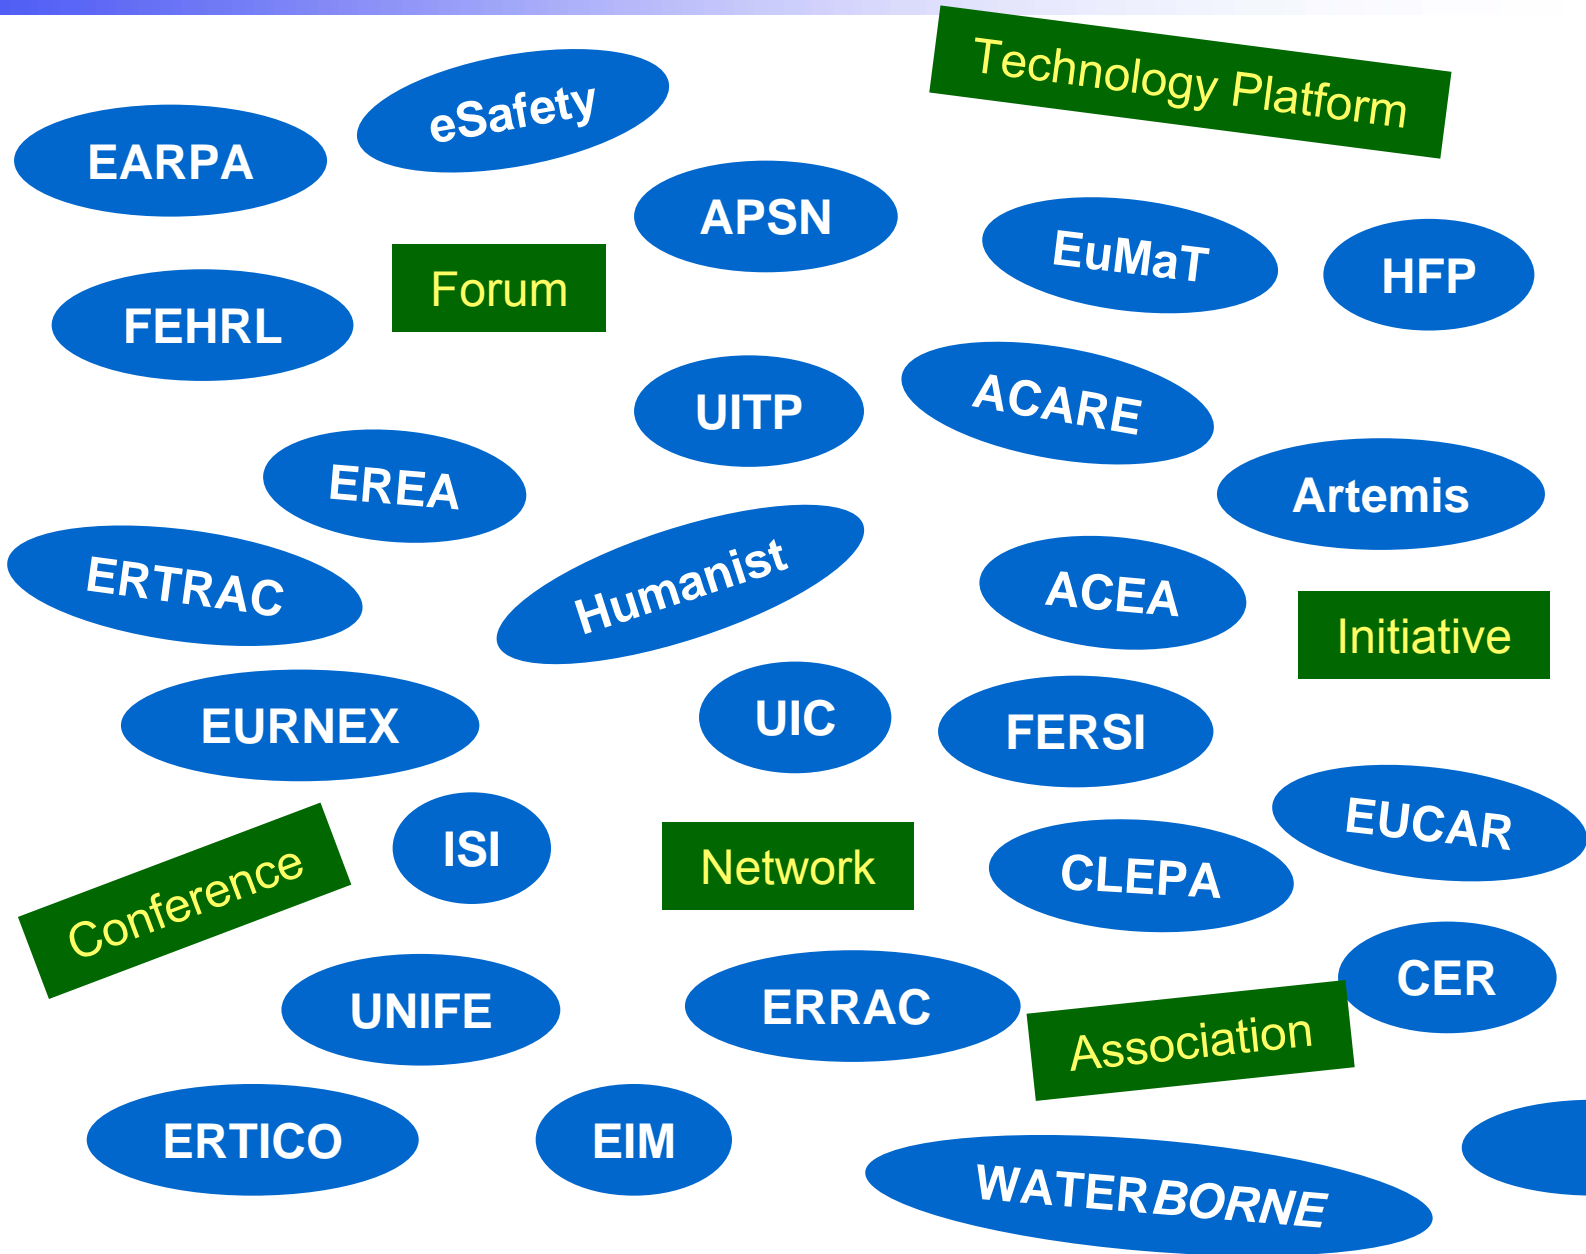 Technology Platform
eSafety
EARPA
APSN
EuMaT
HFP
Forum
FEHRL
UITP
ACARE
EREA
Artemis
ERTRAC
Humanist
ACEA
Initiative
EURNEX
UIC
FERSI
EUCAR
ISI
Conference
Network
CLEPA
CER
UNIFE
ERRAC
Association
ERTICO
EIM
WATERBORNE